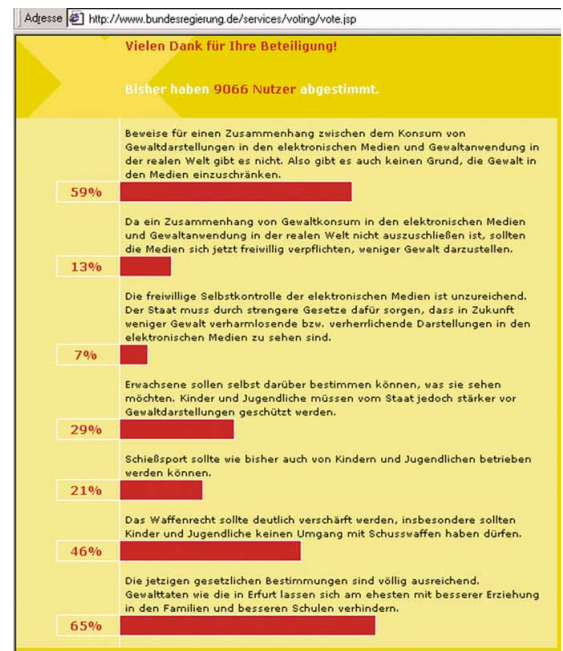 Adresse http://www.bundesregierung.de/services/voting/vote.jsp
Vielen Dank für Ihre Beteiligung!
Bisher haben 9066 Nutzer abgestimmt.
Beweise für einen Zusammenhang zwischen dem Konsum von
Gewaltdarstellungen in den elektronischen Medien und Gewaltanwendung in
der realen Welt gibt es nicht. Also gibt es auch keinen Grund, die Gewalt in
den Medien einzuschränken.
59%
Da ein Zusammenhang von Gewaltkonsum in den elektronischen Medien
und Gewaltanwendung in der realen Welt nicht auszuschließen ist, sollten
die Medien sich jetzt freiwillig verpflichten, weniger Gewalt darzustellen.
13%
Die freiwillige Selbstkontrolle der elektronischen Medien ist unzureichend.
Der Staat muss durch strengere Gesetze dafür sorgen, dass in Zukunft
weniger Gewalt verharmlosende bzw. verherrlichende Darstellungen in den
elektronischen Medien zu sehen sind.
7%
Erwachsene sollen selbst darüber bestimmen können, was sie sehen
möchten. Kinder und Jugendliche müssen vom Staat jedoch stärker vor
Gewaltdarstellungen geschützt werden.
29%
Schießsport sollte wie bisher auch von Kindern und Jugendlichen betrieben
werden können.
21%
Das Waffenrecht sollte deutlich verschärft werden, insbesondere sollten
Kinder und Jugendliche keinen Umgang mit Schusswaffen haben dürfen.
46%
Die jetzigen gesetzlichen Bestimmungen sind völlig ausreichend.
Gewalttaten wie die in Erfurt lassen sich am ehesten mit besserer Erziehung
in den Familien und besseren Schulen verhindern.
65%